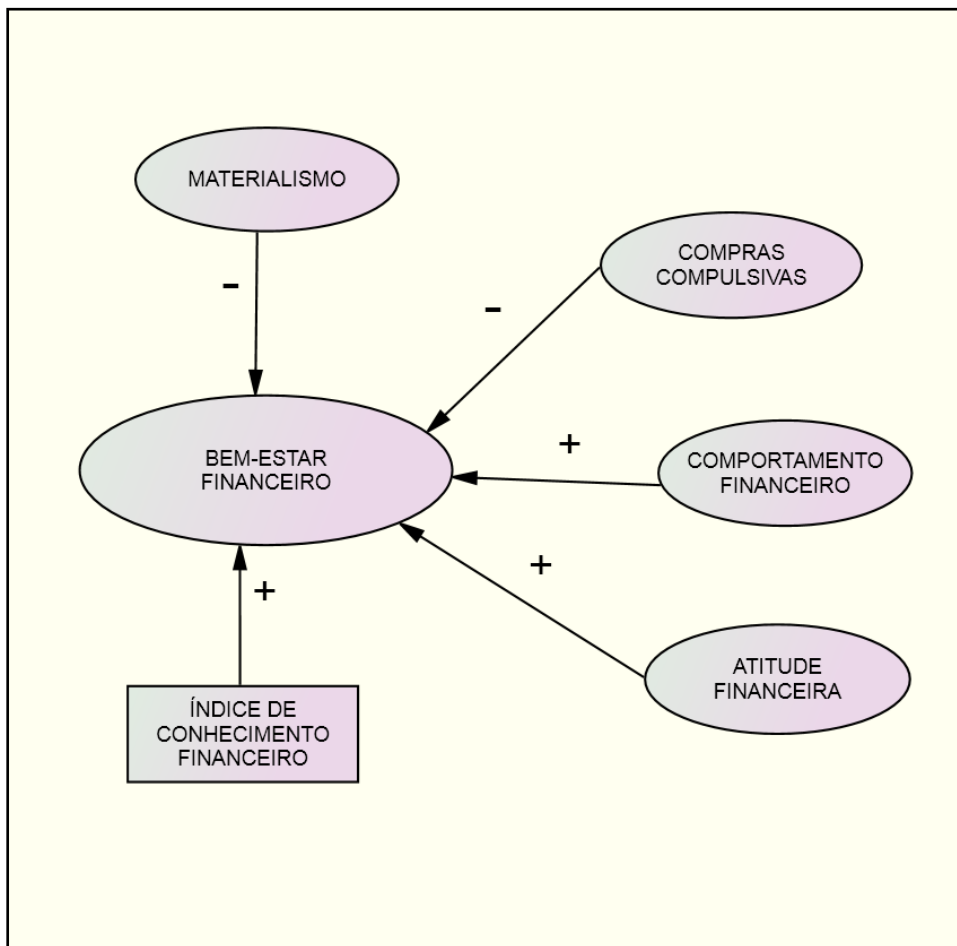 MATERIALISMO
-
COMPRAS
COMPULSIVAS
-
BEM-ESTAR
FINANCEIRO
+
COMPORTAMENTO
FINANCEIRO
+
ATITUDE
FINANCEIRA
+
ÍNDICE DE
CONHECIMENTO
FINANCEIRO